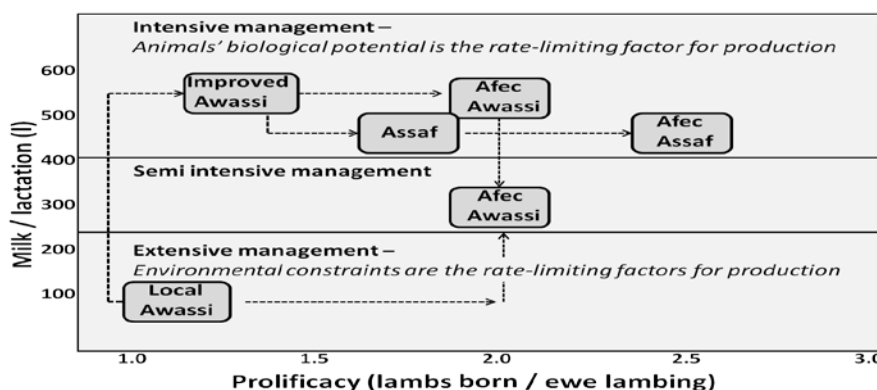 Intensive management –
Animals' biological potential is the rate-limiting factor for production
600
Improved
Awassi
Afec
Awassi
500
Assaf
Afec
Assaf
400
Semi intensive management
Afec
Awassi
300
Milk / lactation (l)
200
Extensive management –
Environmental constraints are the rate-limiting factors for production
100
Local
Awassi
1.0
1.5
2.0
2.5
3.0
Prolificacy (lambs born / ewe lambing)